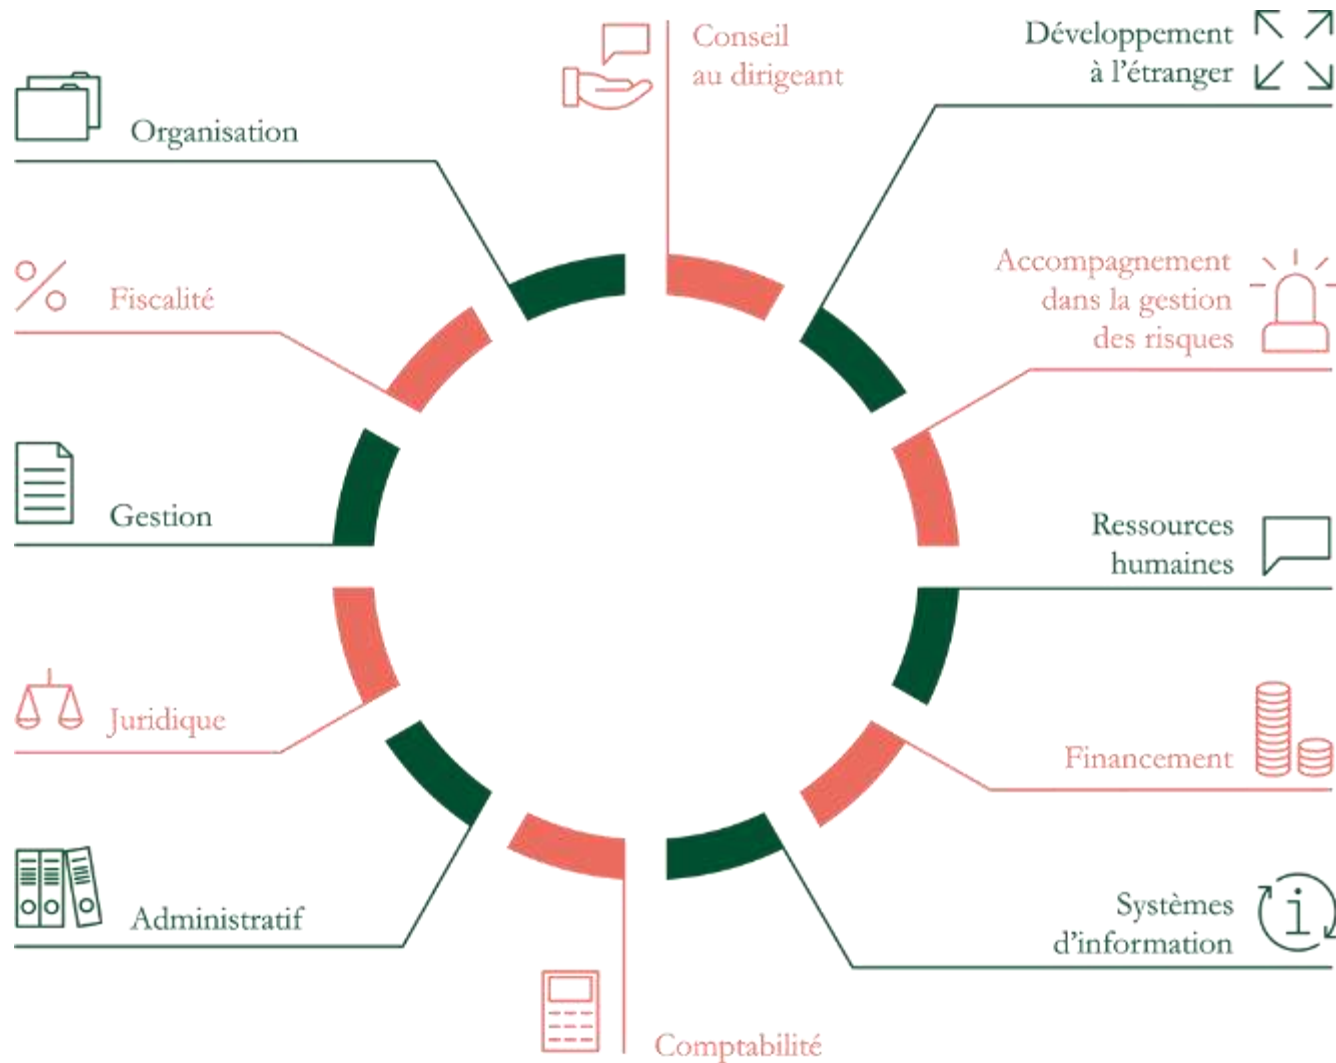 Conseil
au dirigeant
Développement
à l'étranger
Accompagnement
dans la gestion
des risques
Ressources
humaines
Financement
Systèmes
d'information
Comptabilité
Administratif
Juridique
Gestion
Fiscalité
Organisation